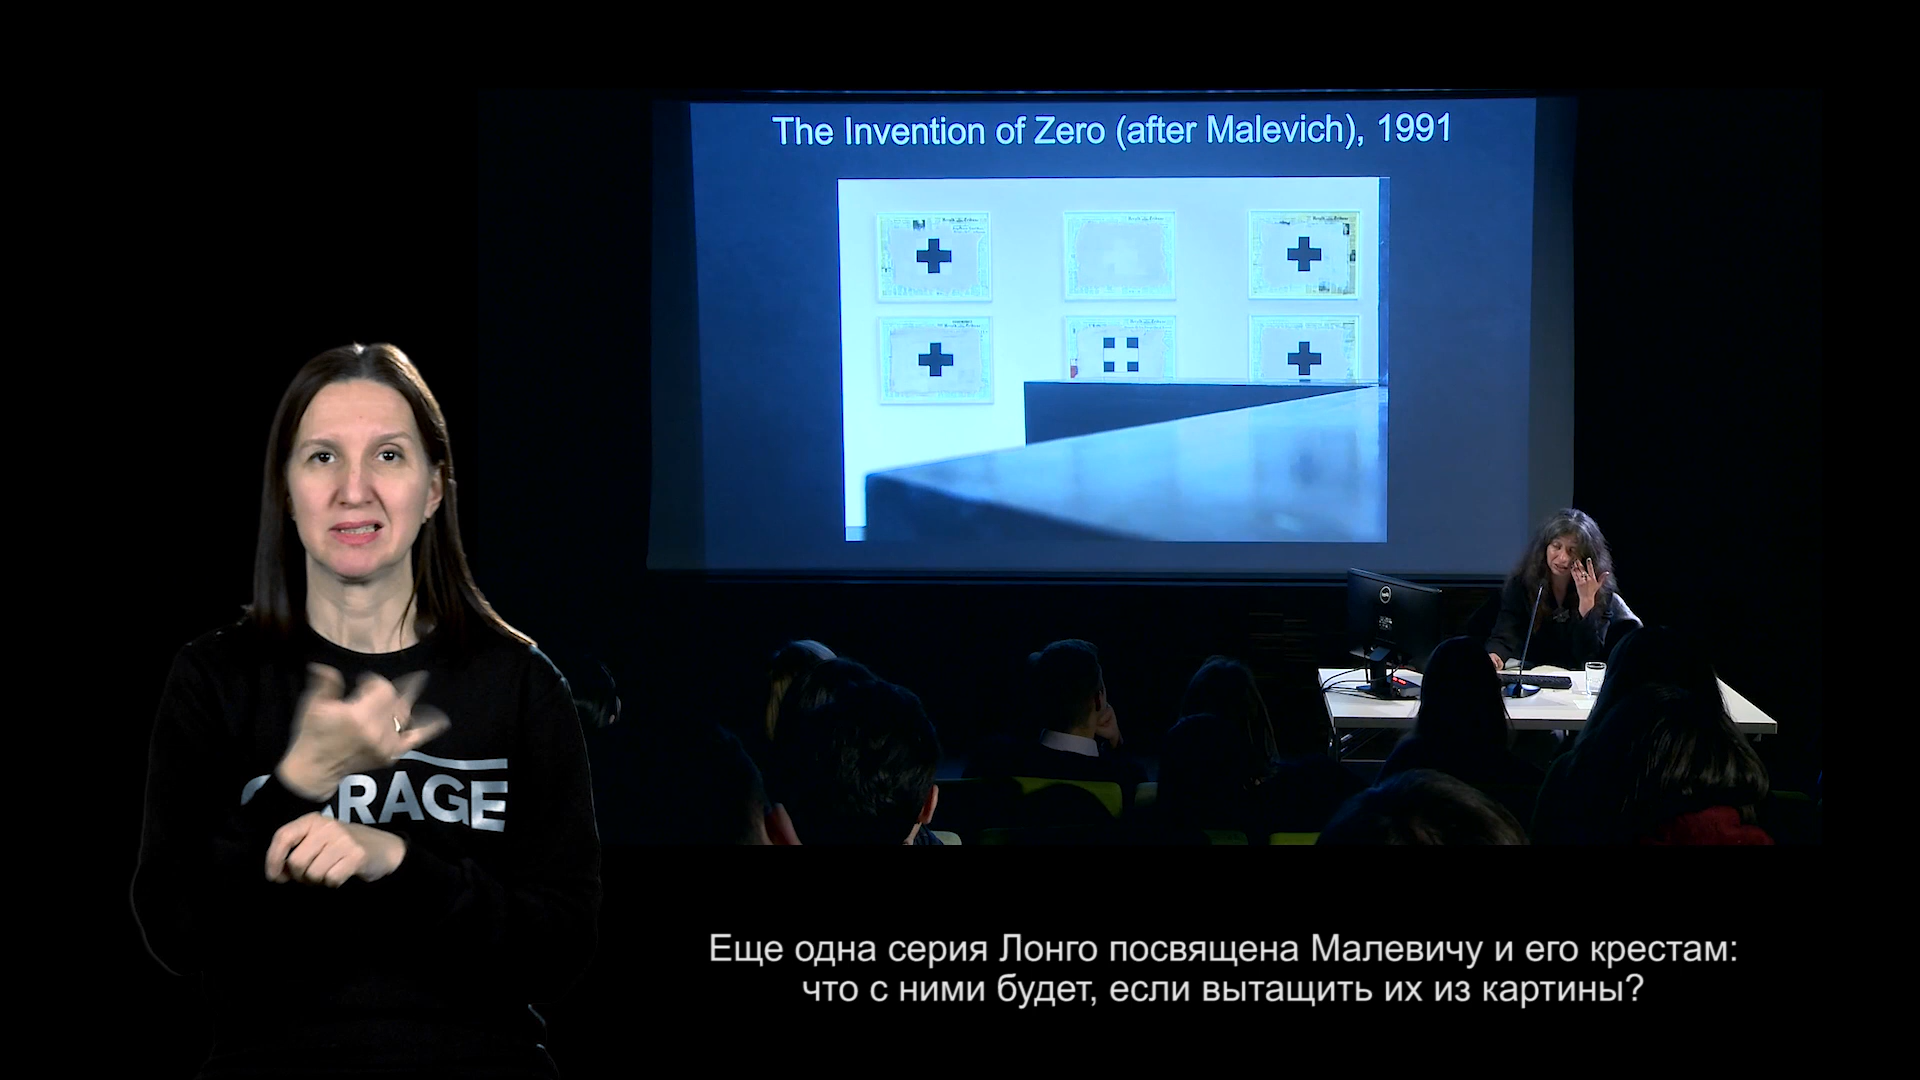 The Invention of Zero (after Malevich), 1991
GARAGE
Еще одна серия Лонго посвящена Малевичу и его крестам:
что с ними будет, если вытащить их из картины?